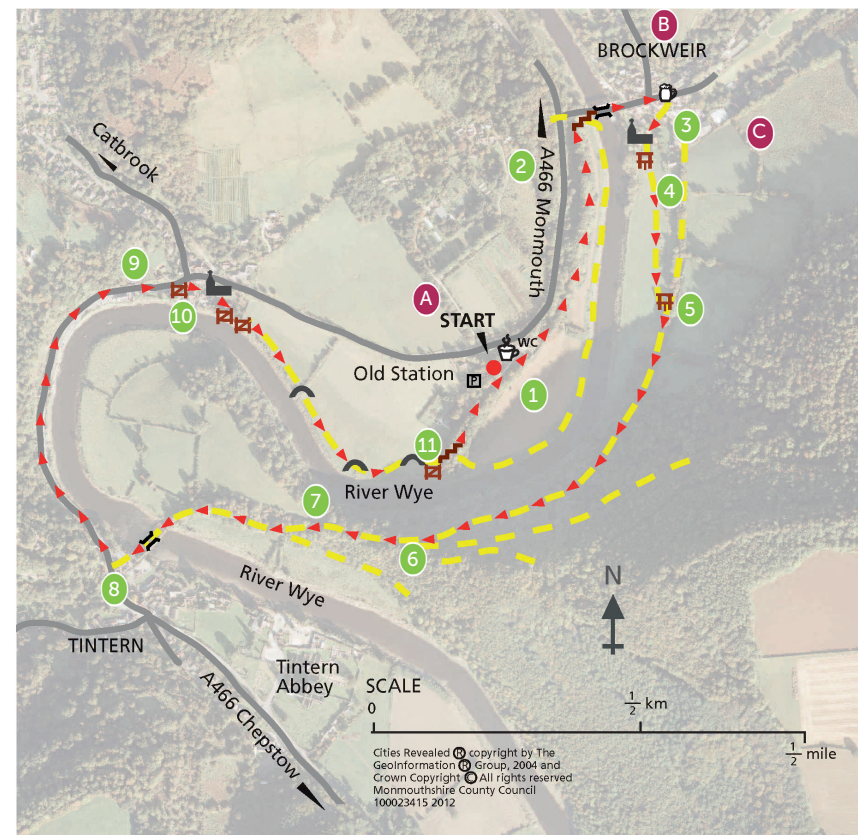 B
BROCKWEIR
3
C
2
A466 Monmouth
4
Catbrook
9
10
A
START
WC
5
Old Station
P
1
11
River Wye
7
6
8
River Wye
N
TINTERN
Tintern
Abbey
A466 Chepstow
SCALE
0
1/2 km
1/2 mile
Cities Revealed Ⓡ copyright by The
GeoInformation Ⓡ Group, 2004 and
Crown Copyright © All rights reserved
Monmouthshire County Council
100023415 2012